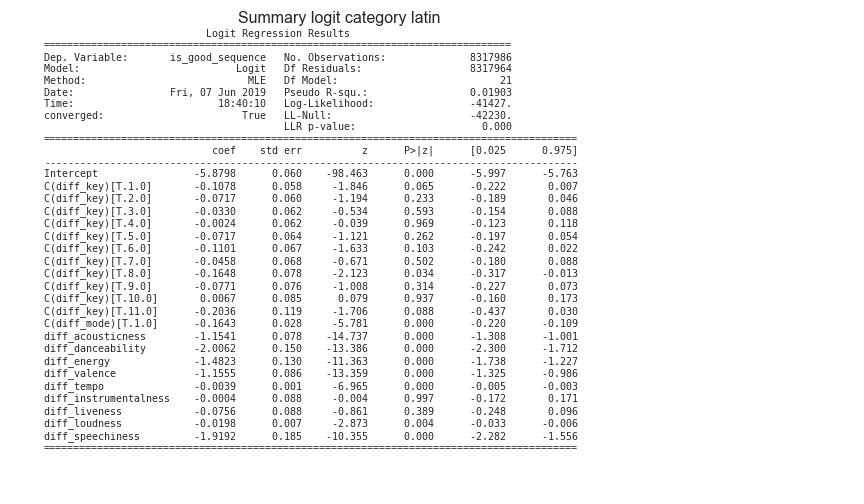 Summary logit category latin
Logit Regression Results
==============================================================================
Dep. Variable:       is_good_sequence   No. Observations:              8317986
Model:                          Logit   Df Residuals:                  8317964
Method:                           MLE   Df Model:                           21
Date:                Fri, 07 Jun 2019   Pseudo R-squ.:                 0.01903
Time:                        18:40:10   Log-Likelihood:                -41427.
converged:                       True   LL-Null:                       -42230.
                                        LLR p-value:                     0.000
=========================================================================================
                            coef    std err          z      P>|z|      [0.025      0.975]
-----------------------------------------------------------------------------------------
Intercept                -5.8798      0.060    -98.463      0.000      -5.997      -5.763
C(diff_key)[T.1.0]       -0.1078      0.058     -1.846      0.065      -0.222       0.007
C(diff_key)[T.2.0]       -0.0717      0.060     -1.194      0.233      -0.189       0.046
C(diff_key)[T.3.0]       -0.0330      0.062     -0.534      0.593      -0.154       0.088
C(diff_key)[T.4.0]       -0.0024      0.062     -0.039      0.969      -0.123       0.118
C(diff_key)[T.5.0]       -0.0717      0.064     -1.121      0.262      -0.197       0.054
C(diff_key)[T.6.0]       -0.1101      0.067     -1.633      0.103      -0.242       0.022
C(diff_key)[T.7.0]       -0.0458      0.068     -0.671      0.502      -0.180       0.088
C(diff_key)[T.8.0]       -0.1648      0.078     -2.123      0.034      -0.317      -0.013
C(diff_key)[T.9.0]       -0.0771      0.076     -1.008      0.314      -0.227       0.073
C(diff_key)[T.10.0]       0.0067      0.085      0.079      0.937      -0.160       0.173
C(diff_key)[T.11.0]      -0.2036      0.119     -1.706      0.088      -0.437       0.030
C(diff_mode)[T.1.0]      -0.1643      0.028     -5.781      0.000      -0.220      -0.109
diff_acousticness        -1.1541      0.078    -14.737      0.000      -1.308      -1.001
diff_danceability        -2.0062      0.150    -13.386      0.000      -2.300      -1.712
diff_energy              -1.4823      0.130    -11.363      0.000      -1.738      -1.227
diff_valence             -1.1555      0.086    -13.359      0.000      -1.325      -0.986
diff_tempo               -0.0039      0.001     -6.965      0.000      -0.005      -0.003
diff_instrumentalness    -0.0004      0.088     -0.004      0.997      -0.172       0.171
diff_liveness            -0.0756      0.088     -0.861      0.389      -0.248       0.096
diff_loudness            -0.0198      0.007     -2.873      0.004      -0.033      -0.006
diff_speechiness         -1.9192      0.185    -10.355      0.000      -2.282      -1.556
=========================================================================================